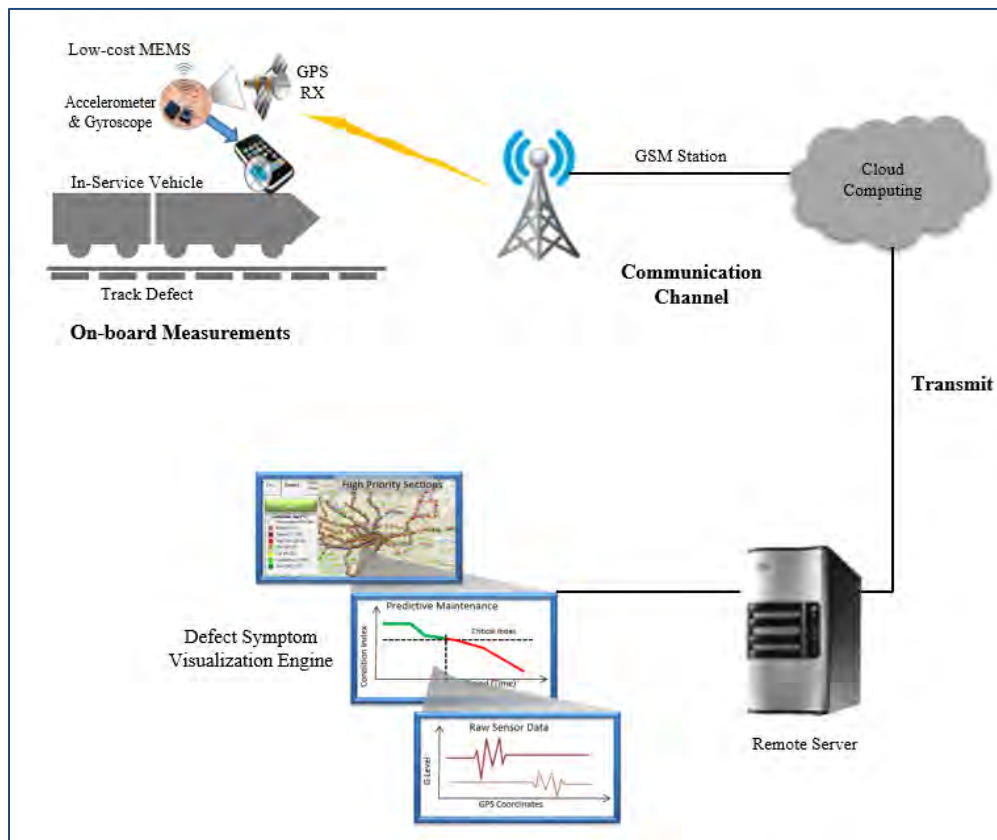 Low-cost MEMS
GPS
RX
Accelerometer
& Gyroscope
In-Service Vehicle
Track Defect
On-board Measurements
GSM Station
Cloud
Computing
Communication
Channel
Transmit
High Priority Sections
Defect Symptom
Visualization Engine
Predictive Maintenance
Condition Index
Critical Index
(Time)
Raw Sensor Data
G-Level
GPS Coordinates
Remote Server